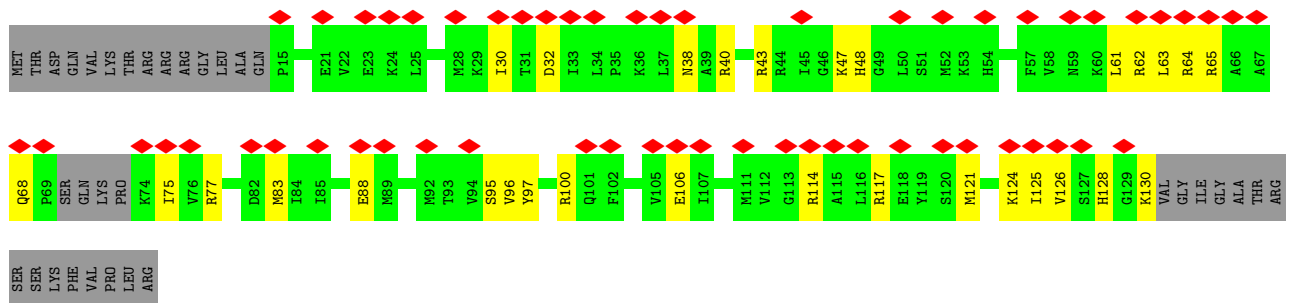 MET THR ASP GLN VAL LYS THR ARG ARG ARG GLY LEU ALA GLN P15 E21 V22 E23 K24 L25 M28 K29 I30 T31 D32 I33 L34 P35 K36 L37 N38 A39 R40 R43 R44 I45 G46 K47 H48 G49 L50 S51 M52 K53 H54 F57 V58 N59 K60 L61 R62 L63 R64 R65 A66 A67
Q68 P69 SER GLN LYS PRO K74 I75 V76 R77 D82 M83 I84 I85 E88 M89 M92 T93 V94 S95 V96 Y97 R100 Q101 F102 V105 E106 I107 M111 V112 G113 R114 A115 L116 R117 E118 Y119 S120 M121 K124 I125 V126 S127 H128 G129 K130 VAL GLY ILE GLY ALA THR ARG
SER SER LYS PHE VAL PRO LEU ARG